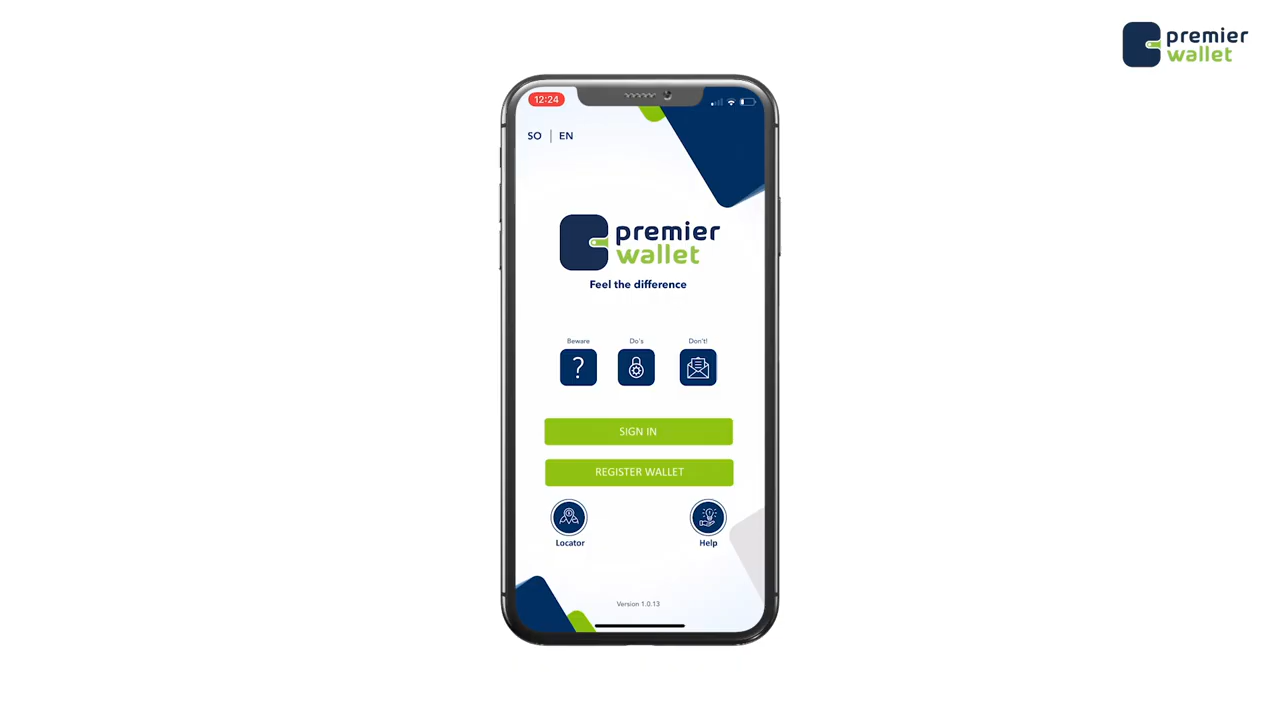 premier
wallet
12:24
SO | EN
premier
wallet
Feel the difference
Beware
Do's
Don't!
SIGN IN
REGISTER WALLET
Locator
Help
Version 1.0.13